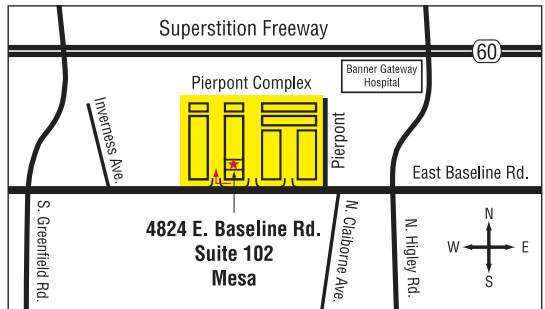 Superstition Freeway
60
Banner Gateway
Hospital
Pierpont Complex
Inverness Ave.
Pierpont
East Baseline Rd.
4824 E. Baseline Rd.
Suite 102
Mesa
S. Greenfield Rd.
N. Claiborne Ave.
N. Higley Rd.
N
W
E
S